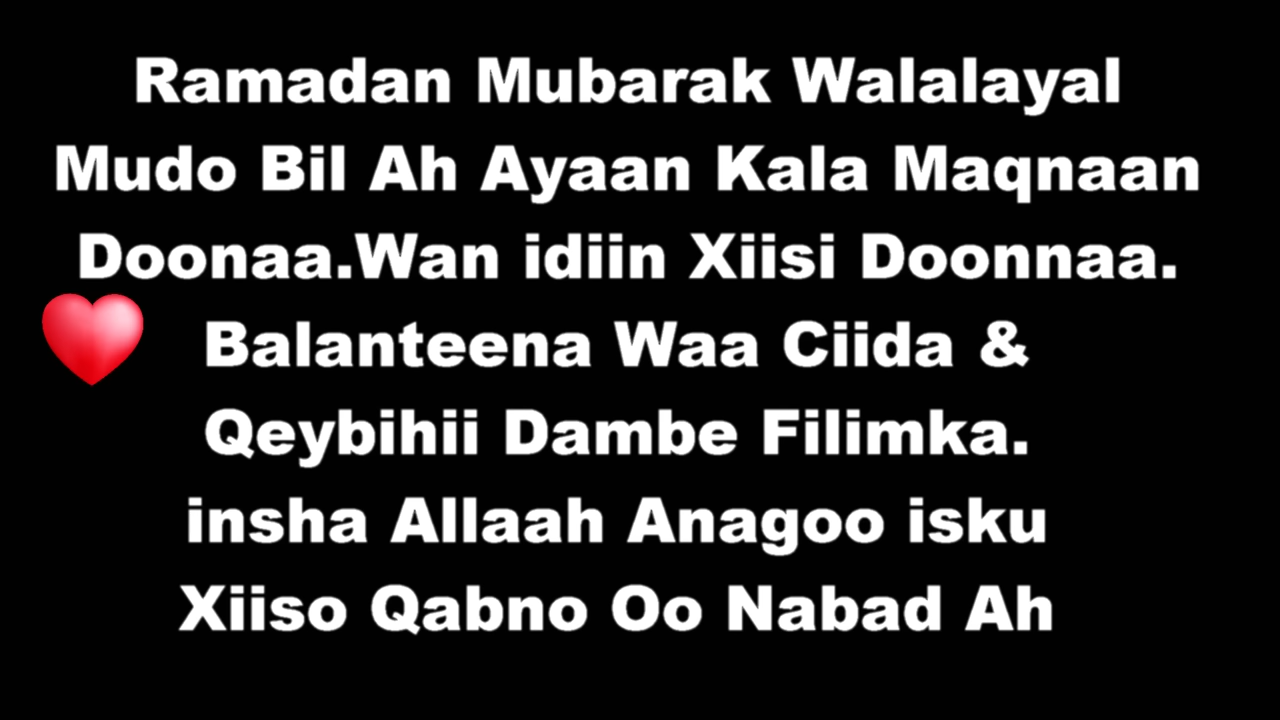 Ramadan Mubarak Walalayal
Mudo Bil Ah Ayaan Kala Maqnaan
Doonaa.Wan idiin Xiisi Doonnaa.
Balanteena Waa Ciida &
Qeybihii Dambe Filimka.
insha Allaah Anagoo isku
Xiiso Qabno Oo Nabad Ah